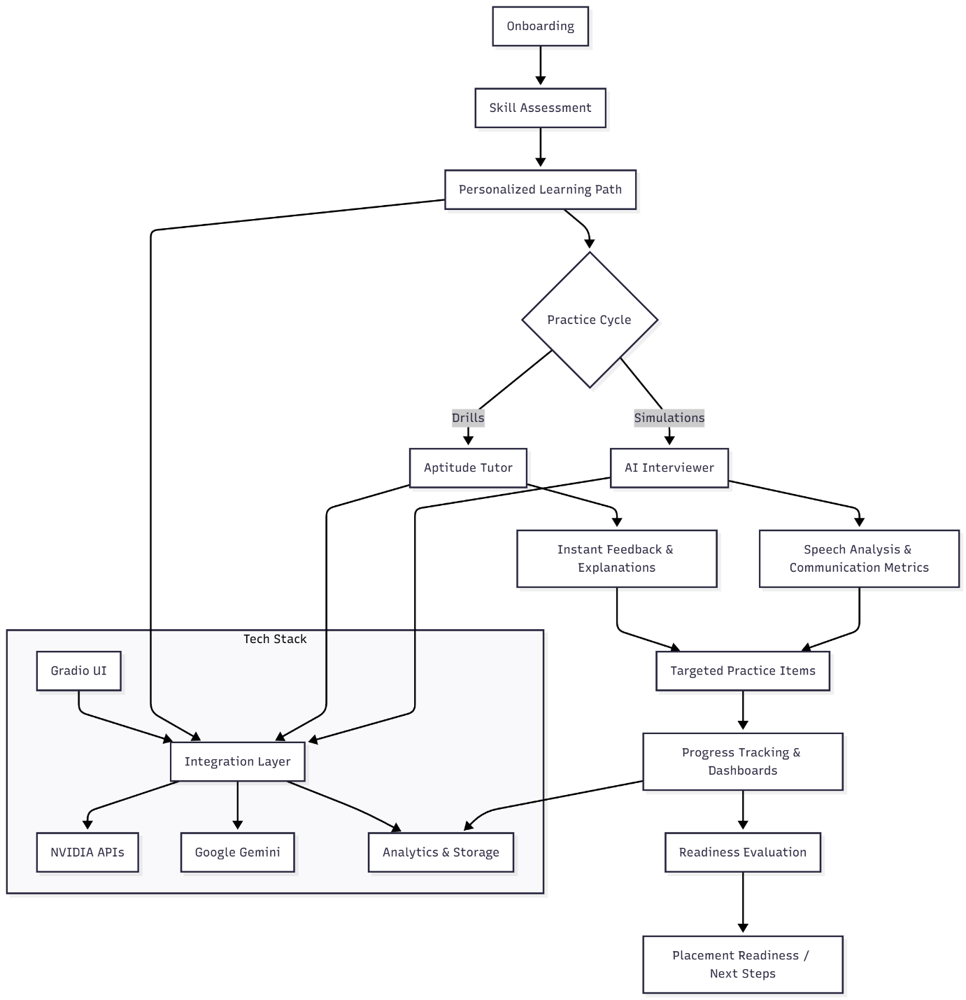 Onboarding
Skill Assessment
Personalized Learning Path
Practice Cycle
Drills
Simulations
Aptitude Tutor
AI Interviewer
Instant Feedback &
Explanations
Speech Analysis &
Communication Metrics
Tech Stack
Gradio UI
Targeted Practice Items
Integration Layer
Progress Tracking &
Dashboards
NVIDIA APIs
Google Gemini
Analytics & Storage
Readiness Evaluation
Placement Readiness /
Next Steps